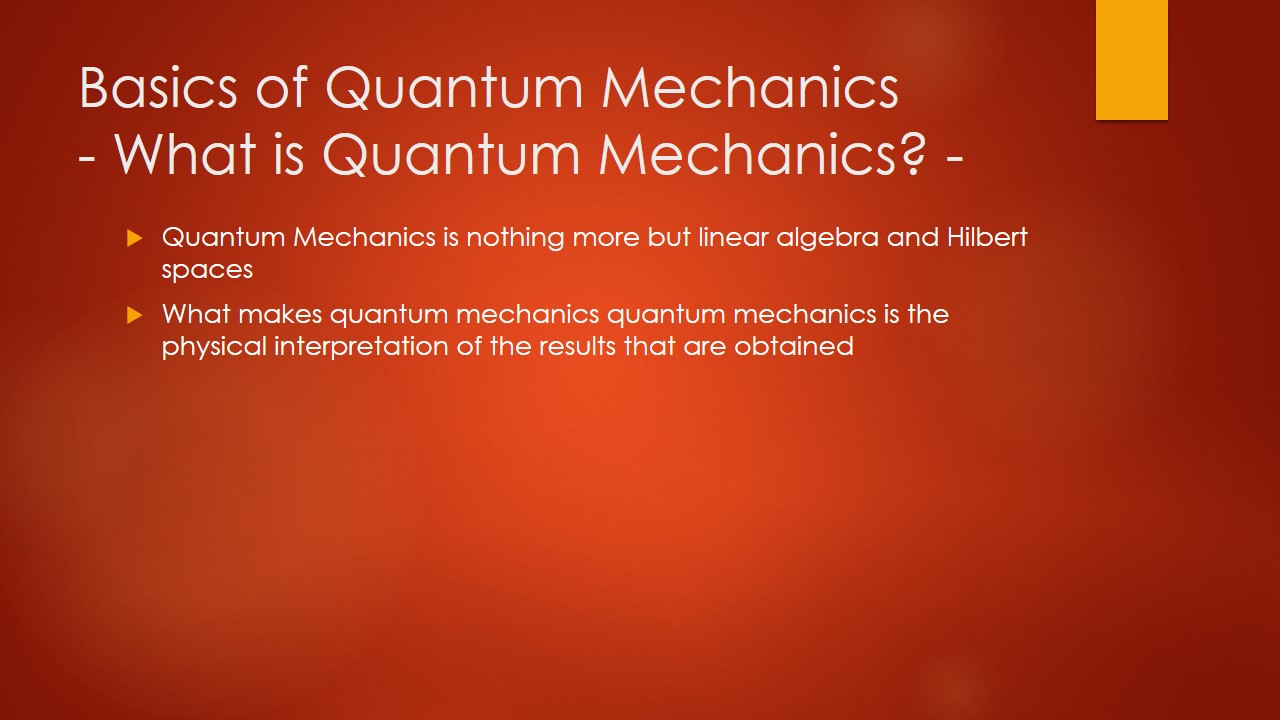 Basics of Quantum Mechanics
- What is Quantum Mechanics? -
Quantum Mechanics is nothing more but linear algebra and Hilbert
spaces
What makes quantum mechanics quantum mechanics is the
physical interpretation of the results that are obtained